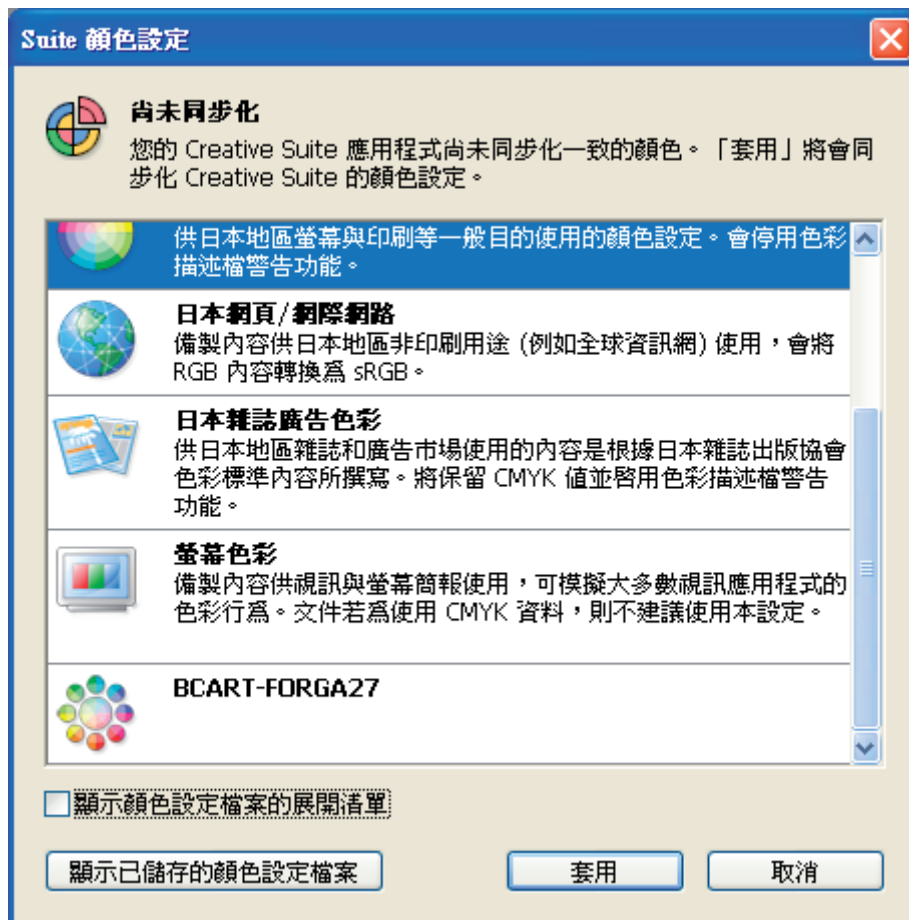 Suite 顏色設定
尚未同步化
您的 Creative Suite 應用程式尚未同步化一致的顏色。「套用」將會同
步化 Creative Suite 的顏色設定。
供日本地區螢幕與印刷等一般目的使用的顏色設定。會停用色彩
描述檔警告功能。
日本網頁/網際網路
備製內容供日本地區非印刷用途 (例如全球資訊網) 使用，會將
RGB 內容轉換爲 sRGB。
日本雜誌廣告色彩
供日本地區雜誌和廣告市場使用的內容是根據日本雜誌出版協會
色彩標準內容所撰寫。將保留 CMYK 值並啓用色彩描述檔警告
功能。
螢幕色彩
備製內容供視訊與螢幕簡報使用，可模擬大多數視訊應用程式的
色彩行爲。文件若爲使用 CMYK 資料，則不建議使用本設定。
BCART-FORGA27
顯示顏色設定檔案的展開清單
顯示已儲存的顏色設定檔案
套用
取消